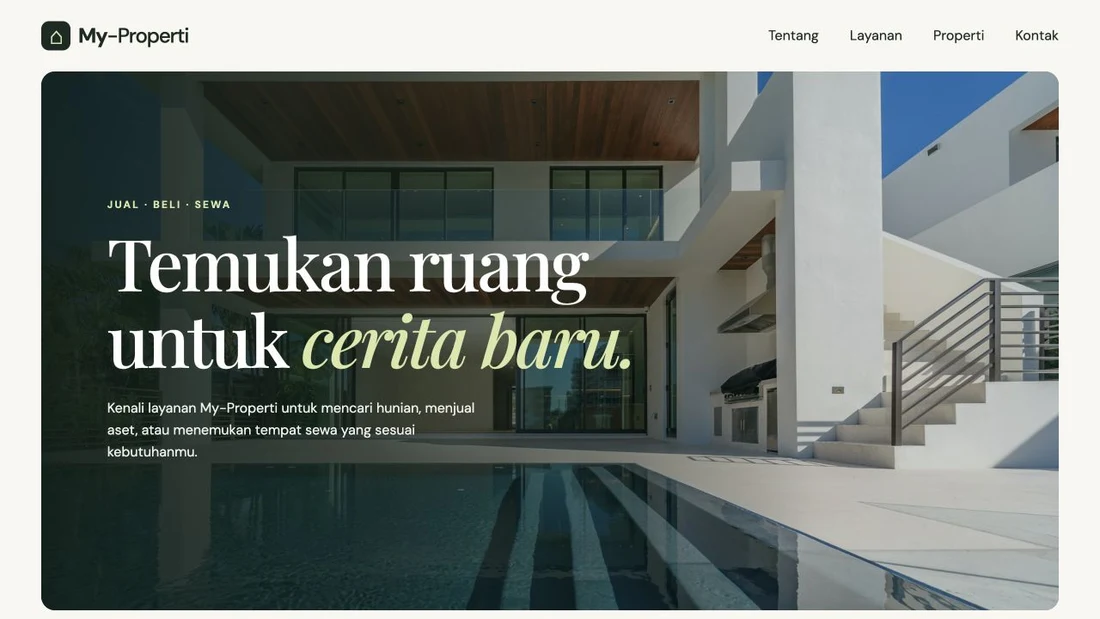 My-Properti
Tentang
Layanan
Properti
Kontak
JUAL · BELI · SEWA
Temukan ruang
untuk cerita baru.
Kenali layanan My-Properti untuk mencari hunian, menjual
aset, atau menemukan tempat sewa yang sesuai
kebutuhanmu.